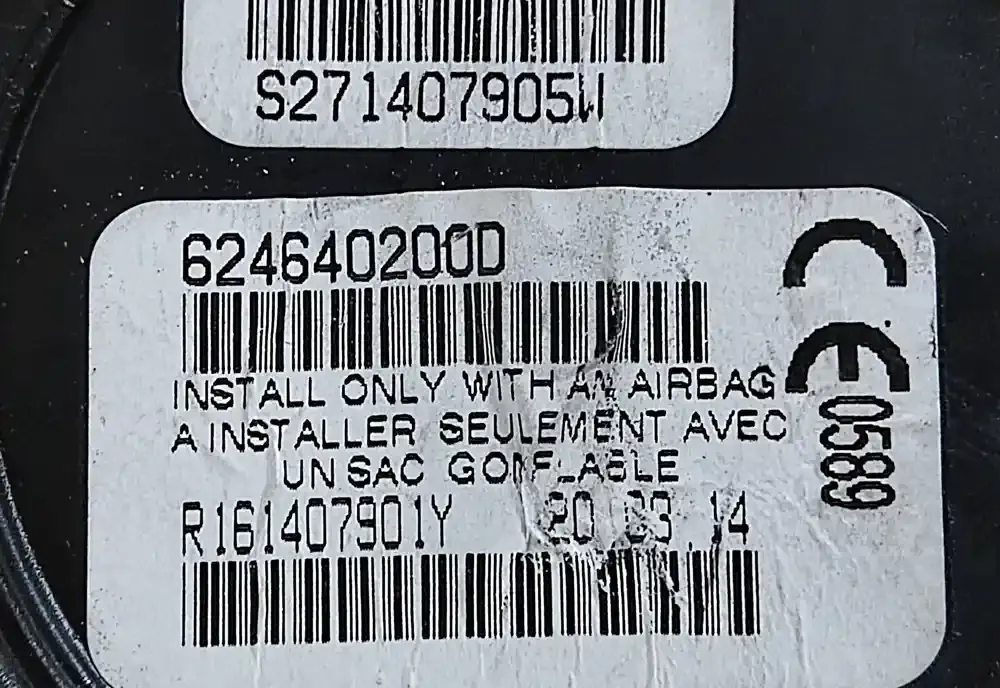 S271407905W
624640200D
INSTALL ONLY WITH AN AIRBAG
A INSTALLER SEULEMENT AVEC
UN SAC GONFLABLE
R161407901Y 20.03.14
CE
0589